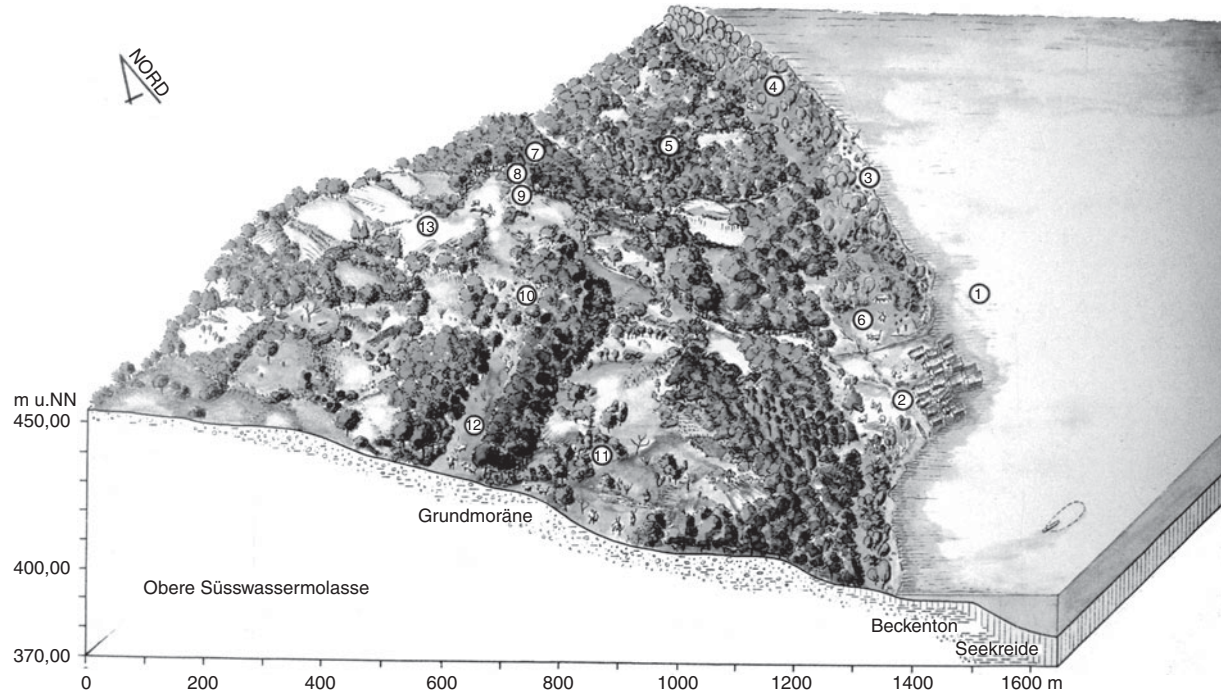 NORD
4
5
7
8
3
9
13
10
1
6
2
12
11
m u.NN
450,00
Grundmoräne
400,00
Obere Süsswassermolasse
Beckenton
Seekreide
370,00
0 200 400 600 800 1000 1200 1400 1600 m